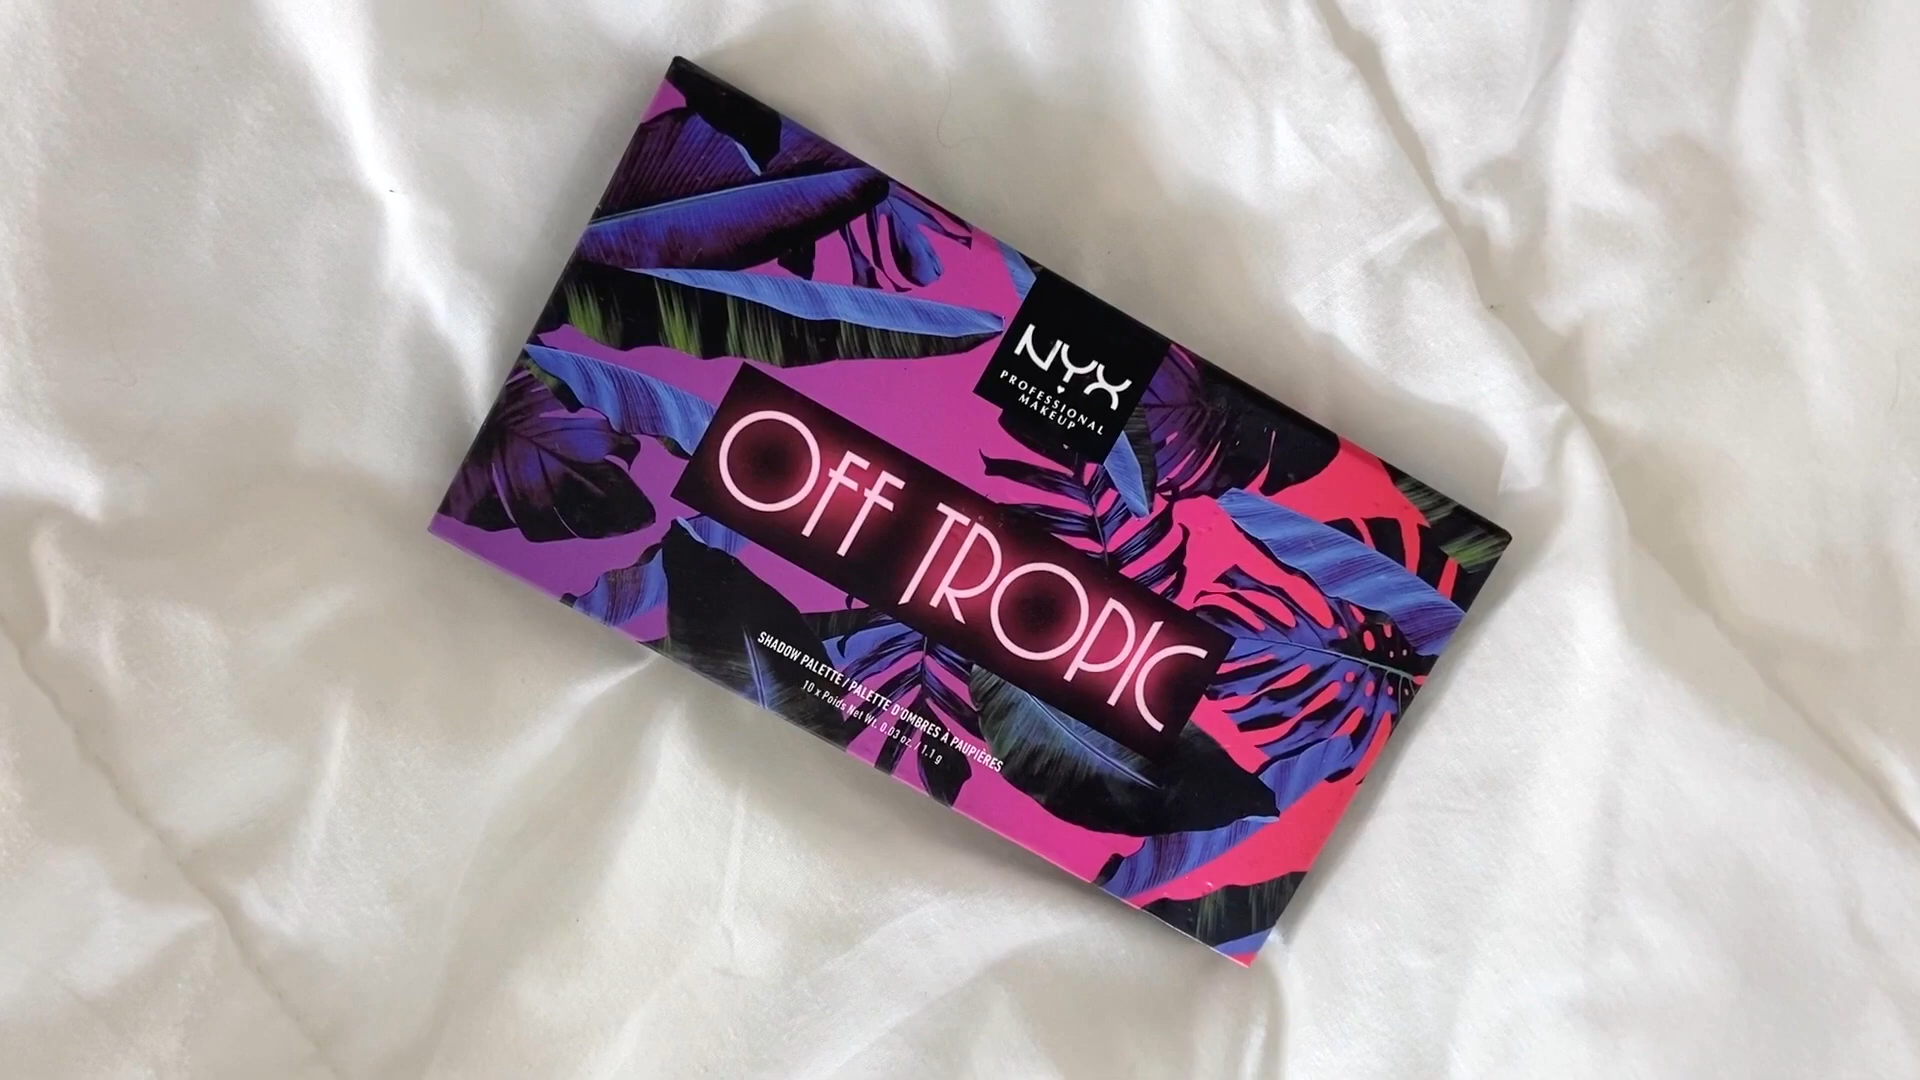 NYX
PROFESSIONAL
MAKEUP
OFF TROPIC
SHADOW PALETTE / PALETTE D'OMBRES À PAUPIÈRES
10 x Poids Net Wt. 0.03 oz. / 1.1 g